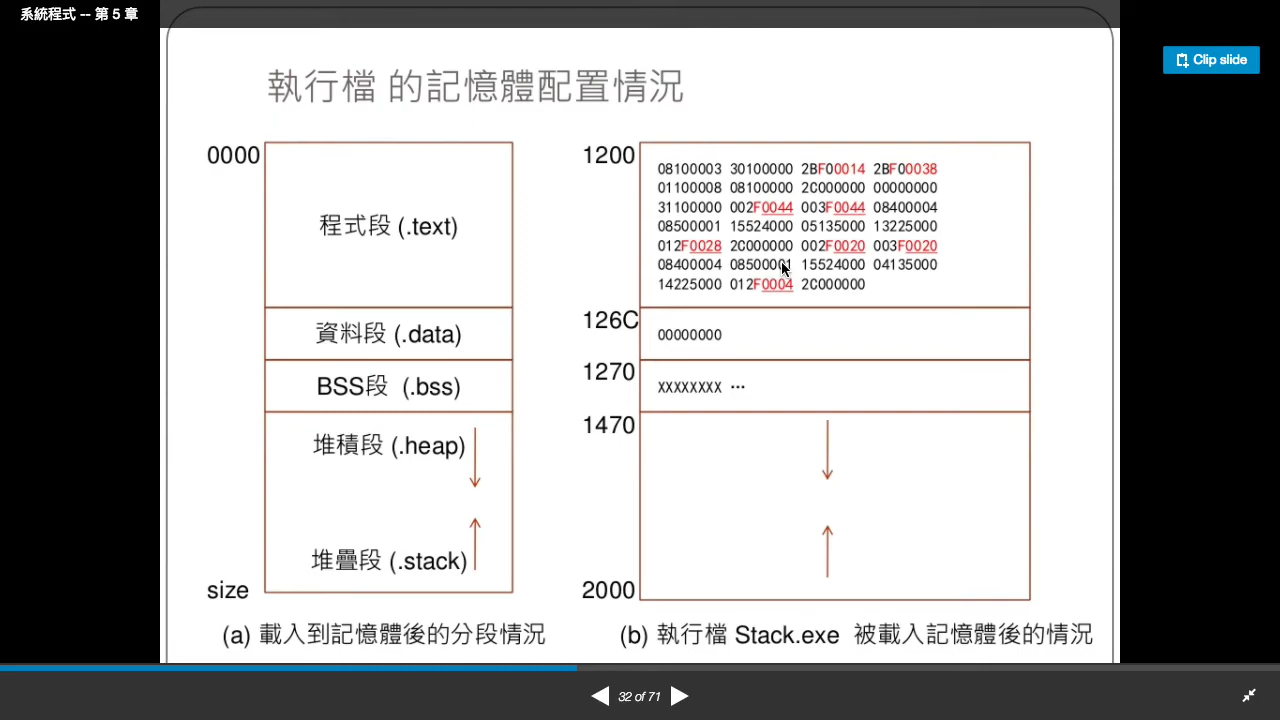 系統程式 -- 第 5 章
Clip slide
執行檔 的記憶體配置情況
0000
程式段 (.text)
資料段 (.data)
BSS段 (.bss)
堆積段 (.heap)
堆疊段 (.stack)
size
(a) 載入到記憶體後的分段情況
1200
08100003 30100000 2BF00014 2BF00038
01100008 08100000 2C000000 00000000
31100000 002F0044 003F0044 08400004
08500001 15524000 05135000 13225000
012F0028 2C000000 002F0020 003F0020
08400004 08500001 15524000 04135000
14225000 012F0004 2C000000
126C
00000000
1270
XXXXXXXX ...
1470
2000
(b) 執行檔 Stack.exe 被載入記憶體後的情況
32 of 71